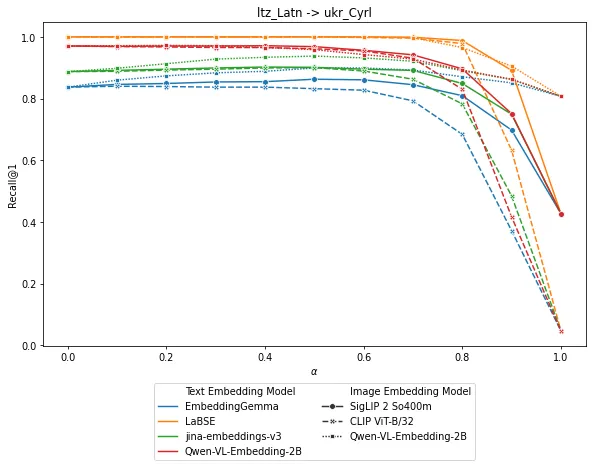 ltz_Latn -> ukr_Cyrl
1.0
0.8
0.6
0.4
0.2
0.0
Recall@1
0.0 0.2 0.4 0.6 0.8 1.0
α
Text Embedding Model Image Embedding Model
EmbeddingGemma SigLIP 2 So400m
LaBSE CLIP ViT-B/32
jina-embeddings-v3 Qwen-VL-Embedding-2B
Qwen-VL-Embedding-2B